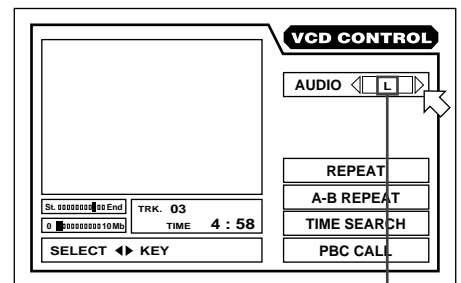 VCD CONTROL
AUDIO L
REPEAT
A-B REPEAT
St. End TRK. 03
0 10Mb TIME 4 : 58
TIME SEARCH
SELECT KEY
PBC CALL